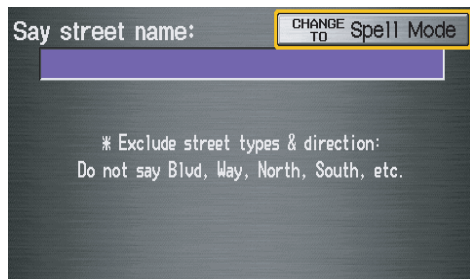 Say street name:
CHANGE TO Spell Mode
* Exclude street types & direction:
Do not say Blvd, Way, North, South, etc.